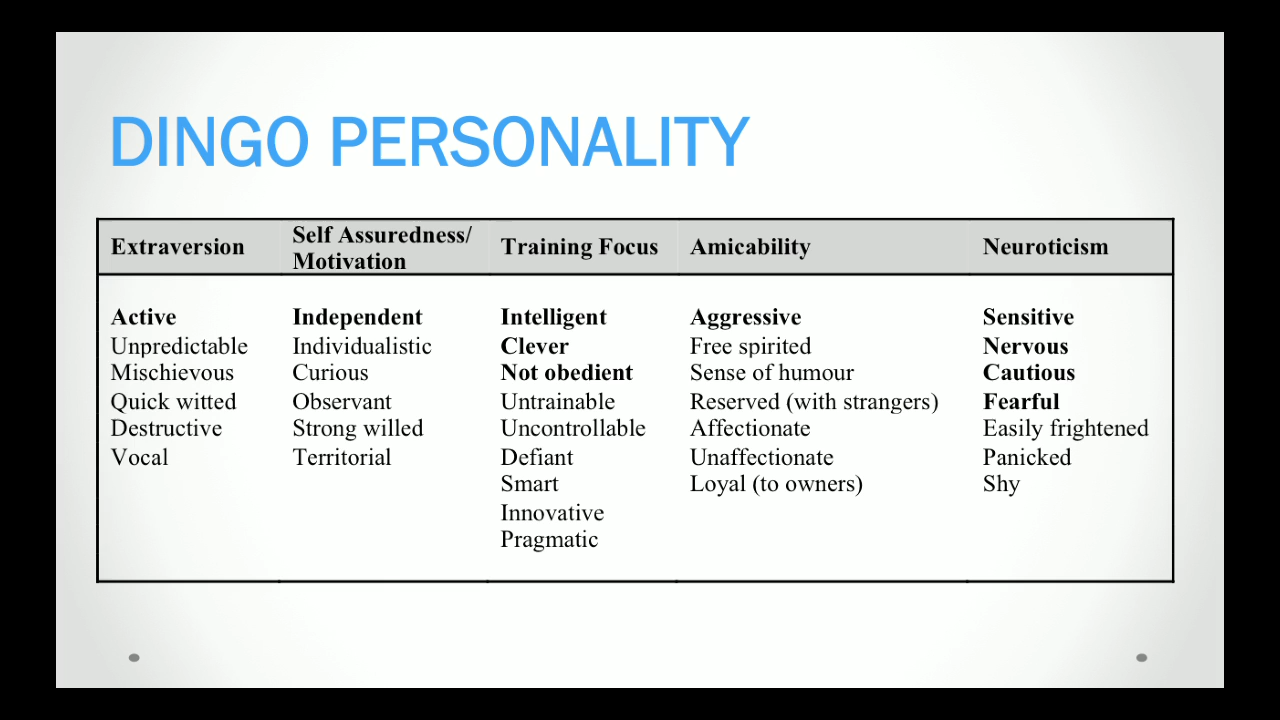 DINGO PERSONALITY
Extraversion
Self Assuredness/
Motivation
Training Focus
Amicability
Neuroticism
Active
Unpredictable
Mischievous
Quick witted
Destructive
Vocal
Independent
Individualistic
Curious
Observant
Strong willed
Territorial
Intelligent
Clever
Not obedient
Untrainable
Uncontrollable
Defiant
Smart
Innovative
Pragmatic
Aggressive
Free spirited
Sense of humour
Reserved (with strangers)
Affectionate
Unaffectionate
Loyal (to owners)
Sensitive
Nervous
Cautious
Fearful
Easily frightened
Panicked
Shy